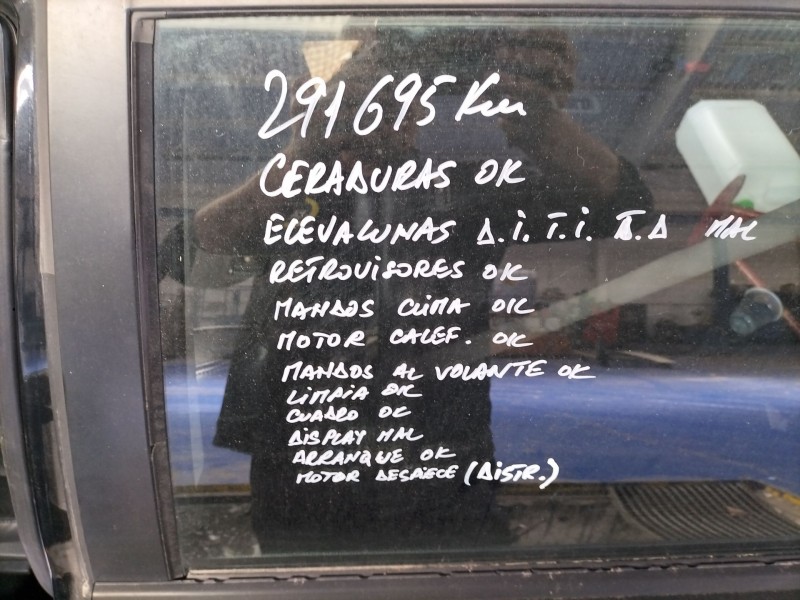 291695 Km
CERADURAS OK
ELEVALUNAS D.I. T.I. T.D MAL
RETROVISORES OK
MANDOS CLIMA OK
MOTOR CALEF. OK
MANDOS AL VOLANTE OK
LIMPIA OK
CUADRO OK
DISPLAY MAL
ARRANQUE OK
MOTOR DESPIECE (DISTR.)